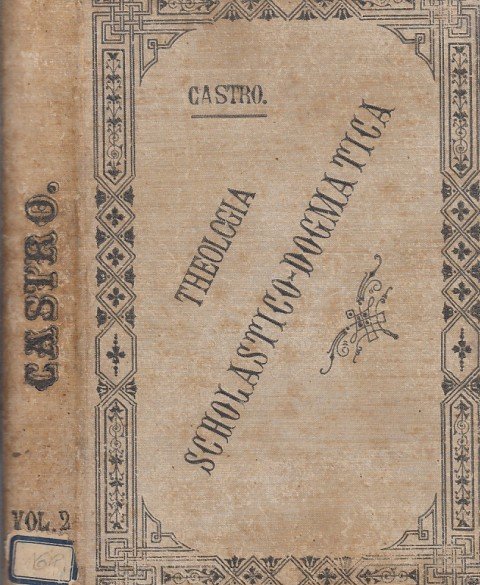 CASTRO.
THEOLOGIA
SCHOLASTICO-DOGMATICA
CASTRO.
VOL. 2